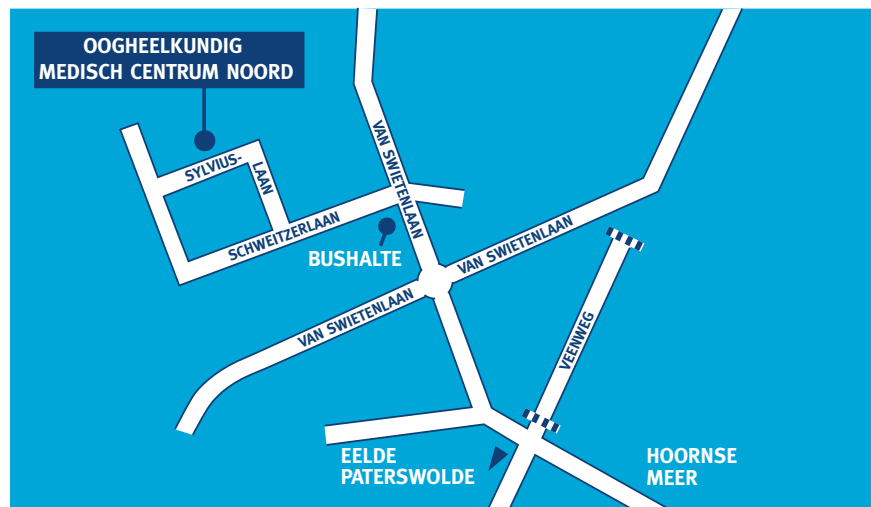 OOGHEELKUNDIG
MEDISCH CENTRUM NOORD
VAN SWIETENLAAN
SYLVIUS-
LAAN
SCHWEITZERLAAN
BUSHALTE
VAN SWIETENLAAN
VAN SWIETENLAAN
VEENWEG
EELDE
PATERSWOLDE
HOORNSE
MEER